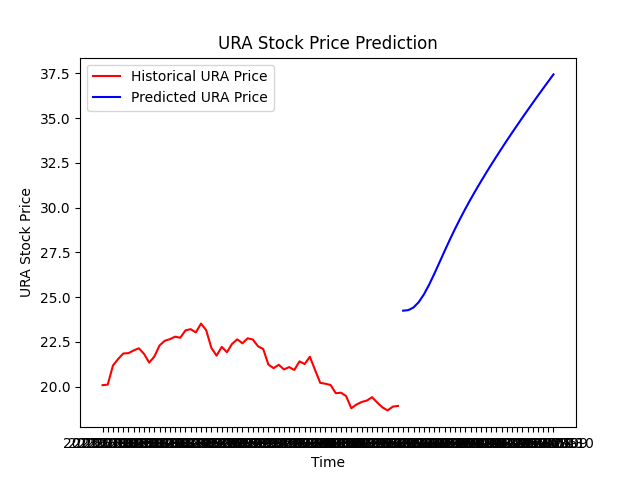 URA Stock Price Prediction
Historical URA Price
Predicted URA Price
37.5
35.0
32.5
30.0
27.5
25.0
22.5
20.0
URA Stock Price
Time